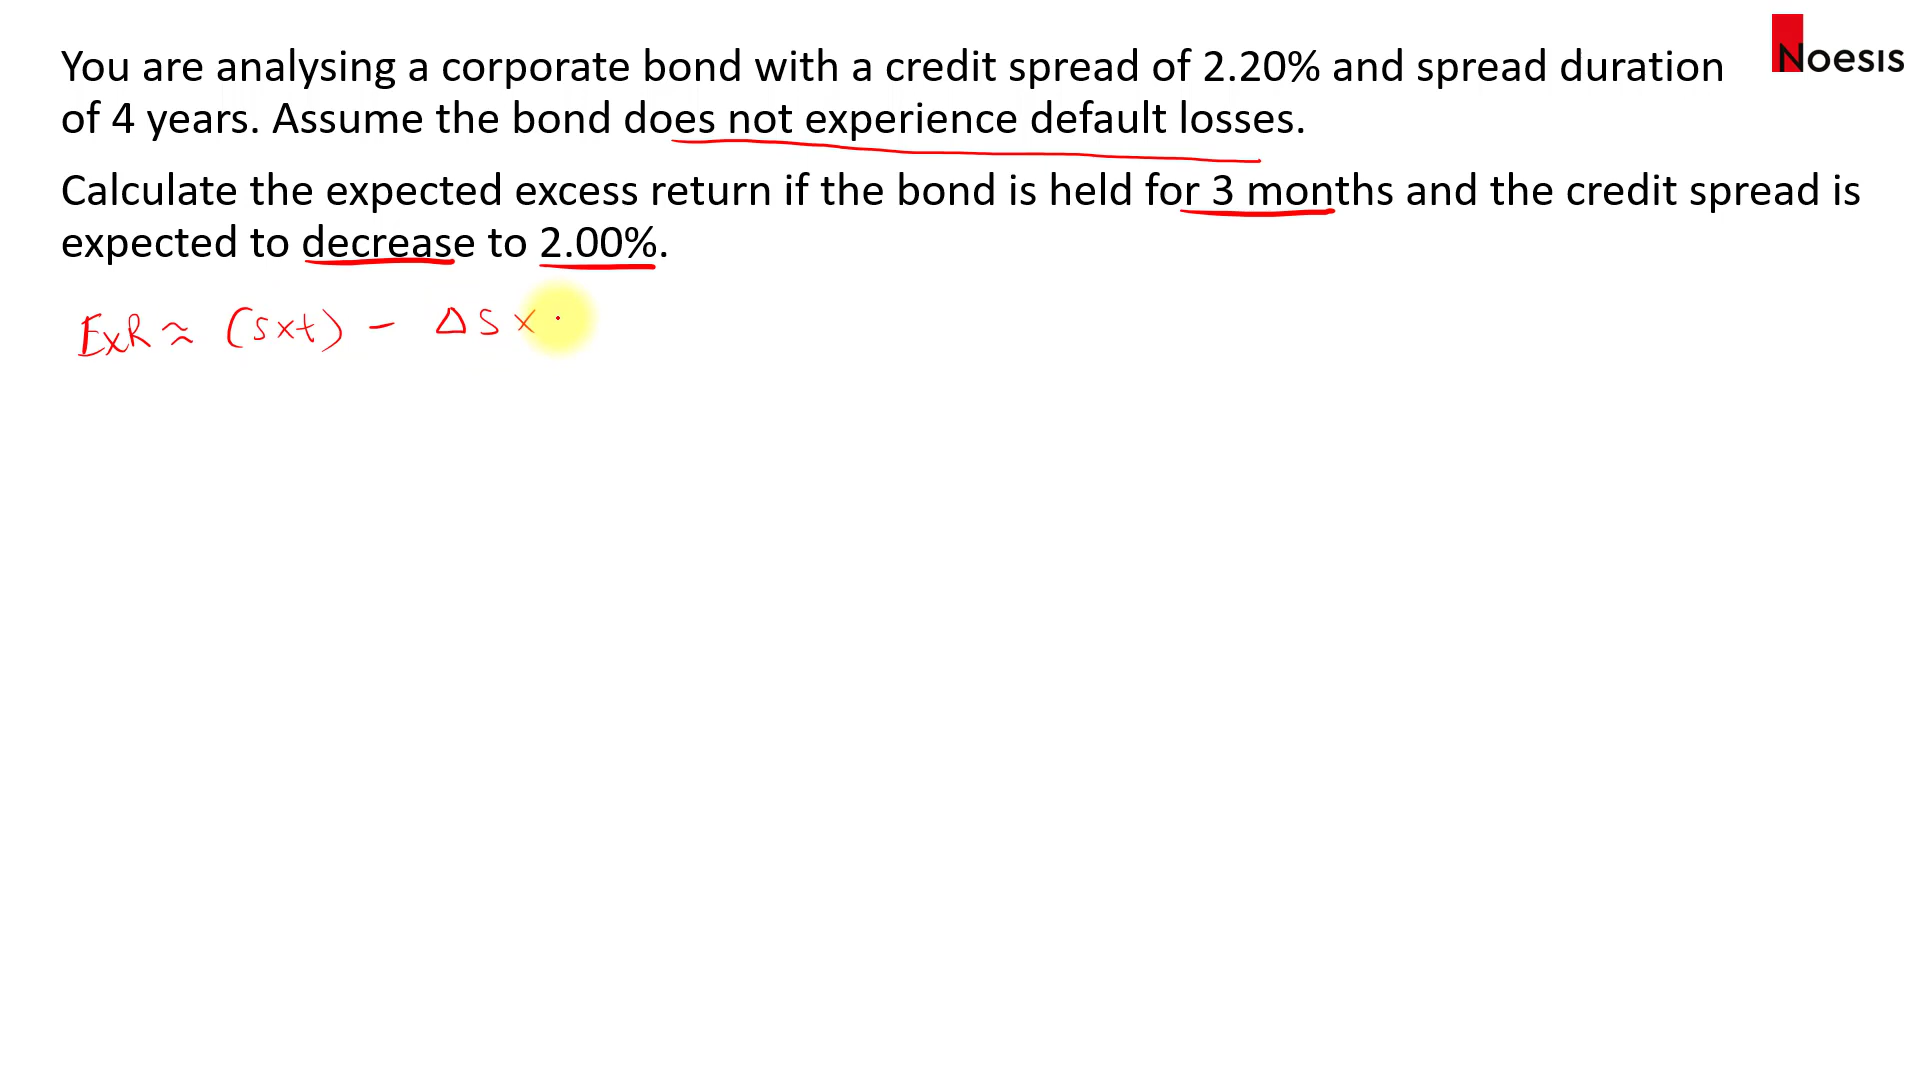 You are analysing a corporate bond with a credit spread of 2.20% and spread duration
of 4 years. Assume the bond does not experience default losses.
Calculate the expected excess return if the bond is held for 3 months and the credit spread is
expected to decrease to 2.00%.
ExR ≈ (s×t) − Δs ×
Noesis